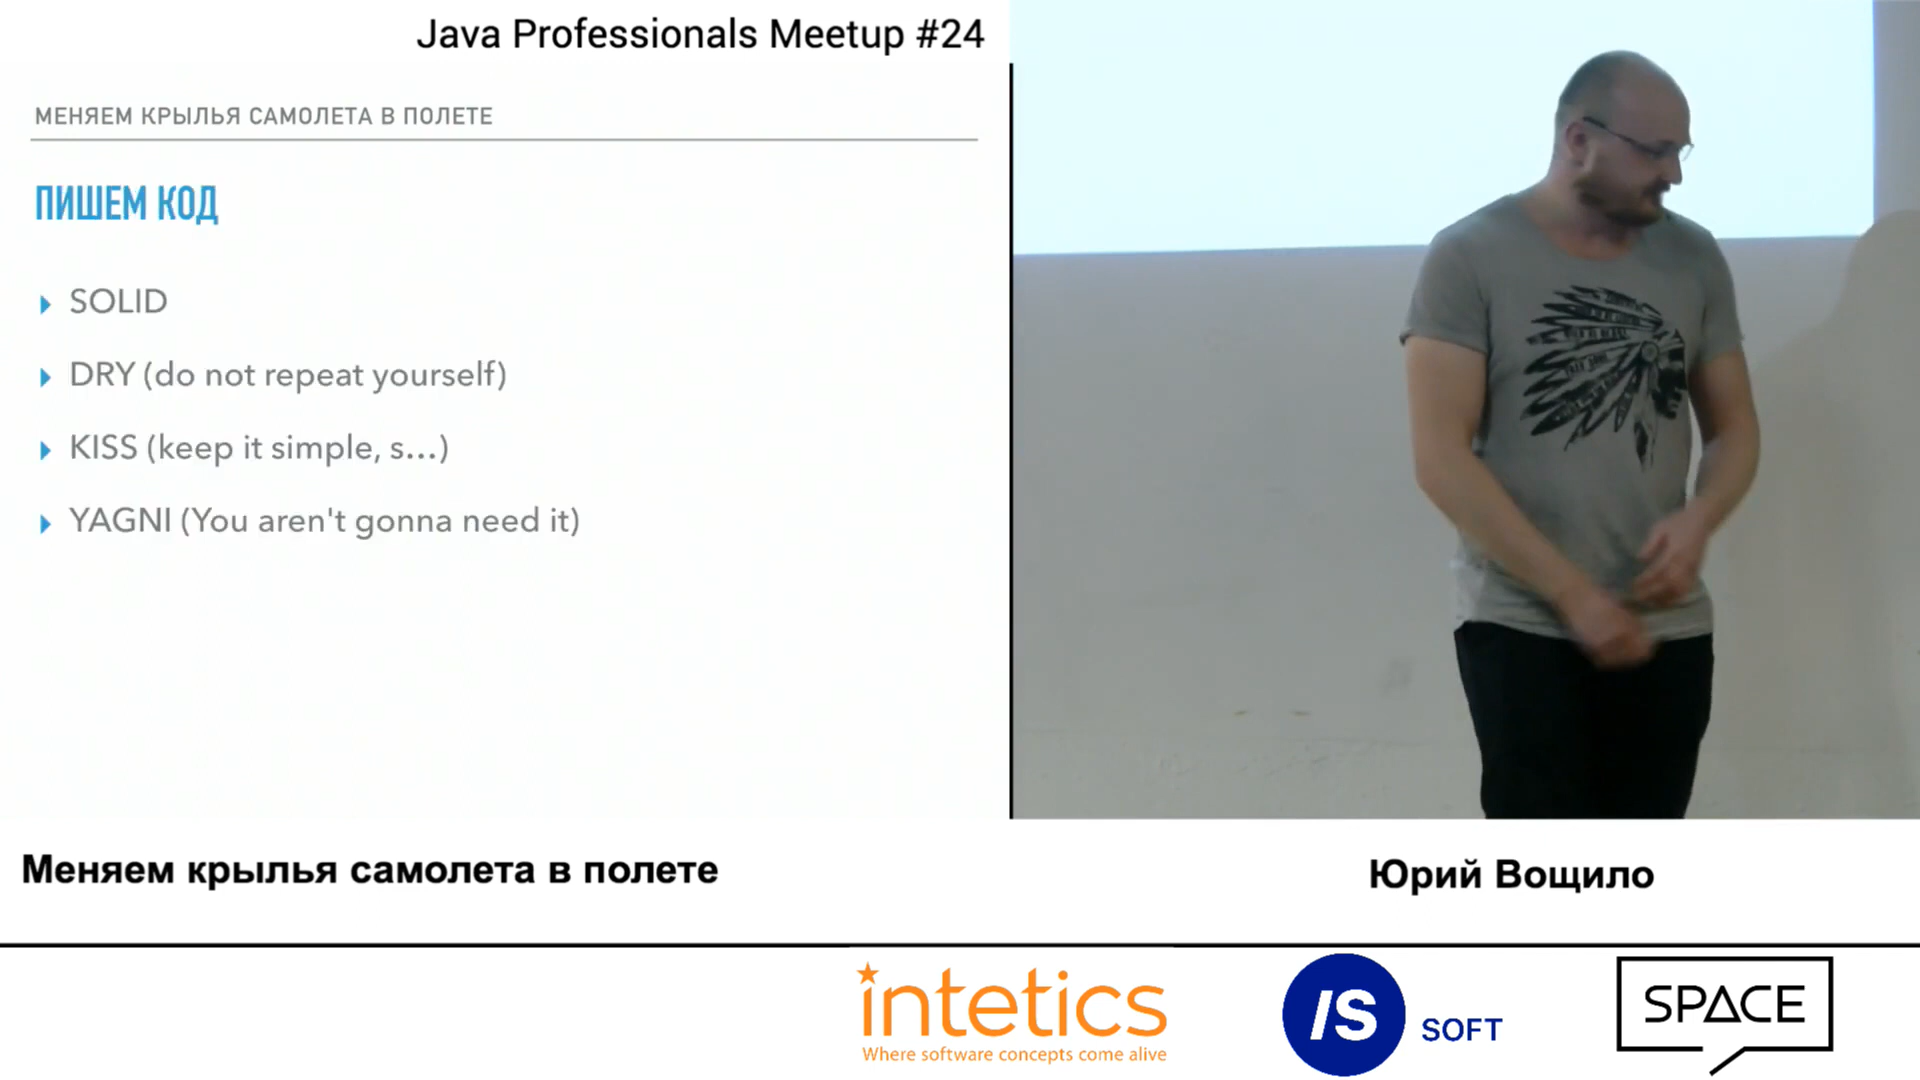 Java Professionals Meetup #24
МЕНЯЕМ КРЫЛЬЯ САМОЛЕТА В ПОЛЕТЕ
ПИШЕМ КОД
SOLID
DRY (do not repeat yourself)
KISS (keep it simple, s...)
YAGNI (You aren't gonna need it)
Меняем крылья самолета в полете
Юрий Вощило
intetics
Where software concepts come alive
/S SOFT
SPACE